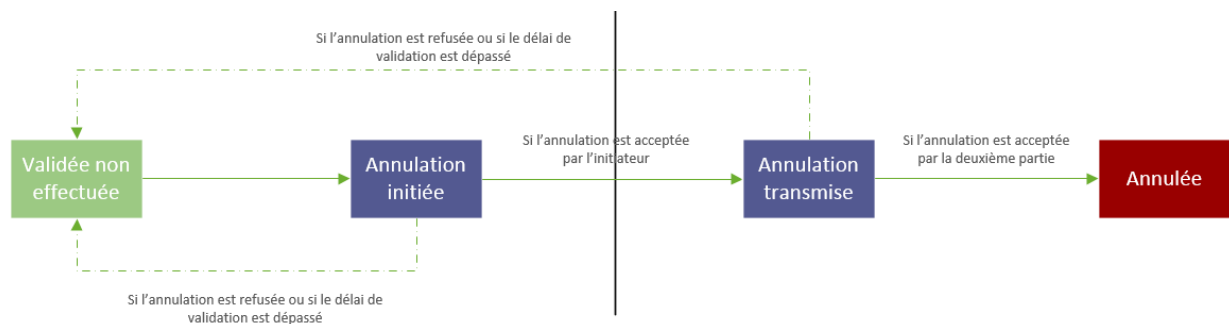 Si l'annulation est refusée ou si le délai de
validation est dépassé
Validée non
effectuée
Annulation
initiée
Si l'annulation est acceptée
par l'initiateur
Annulation
transmise
Si l'annulation est acceptée
par la deuxième partie
Annulée
Si l'annulation est refusée ou si le délai de
validation est dépassé